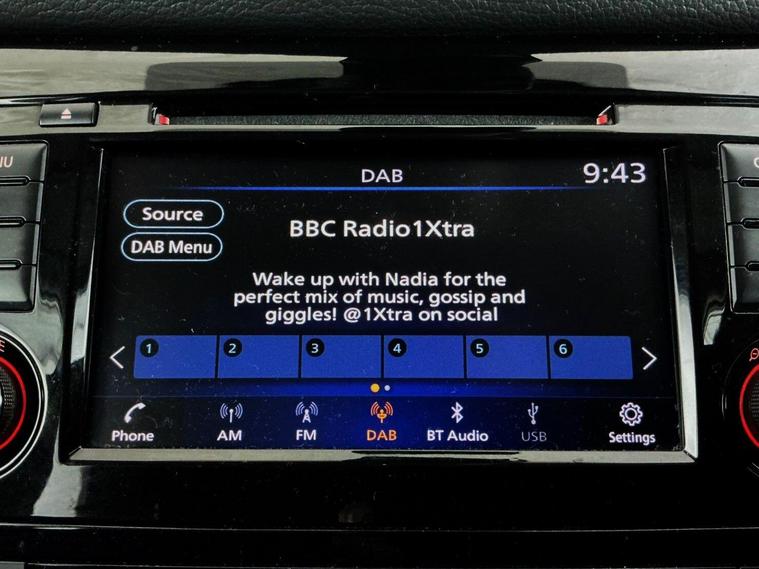 DAB
9:43
Source
BBC Radio1Xtra
DAB Menu
Wake up with Nadia for the
perfect mix of music, gossip and
giggles! @1Xtra on social
1 2 3 4 5 6
Phone AM FM DAB BT Audio USB Settings